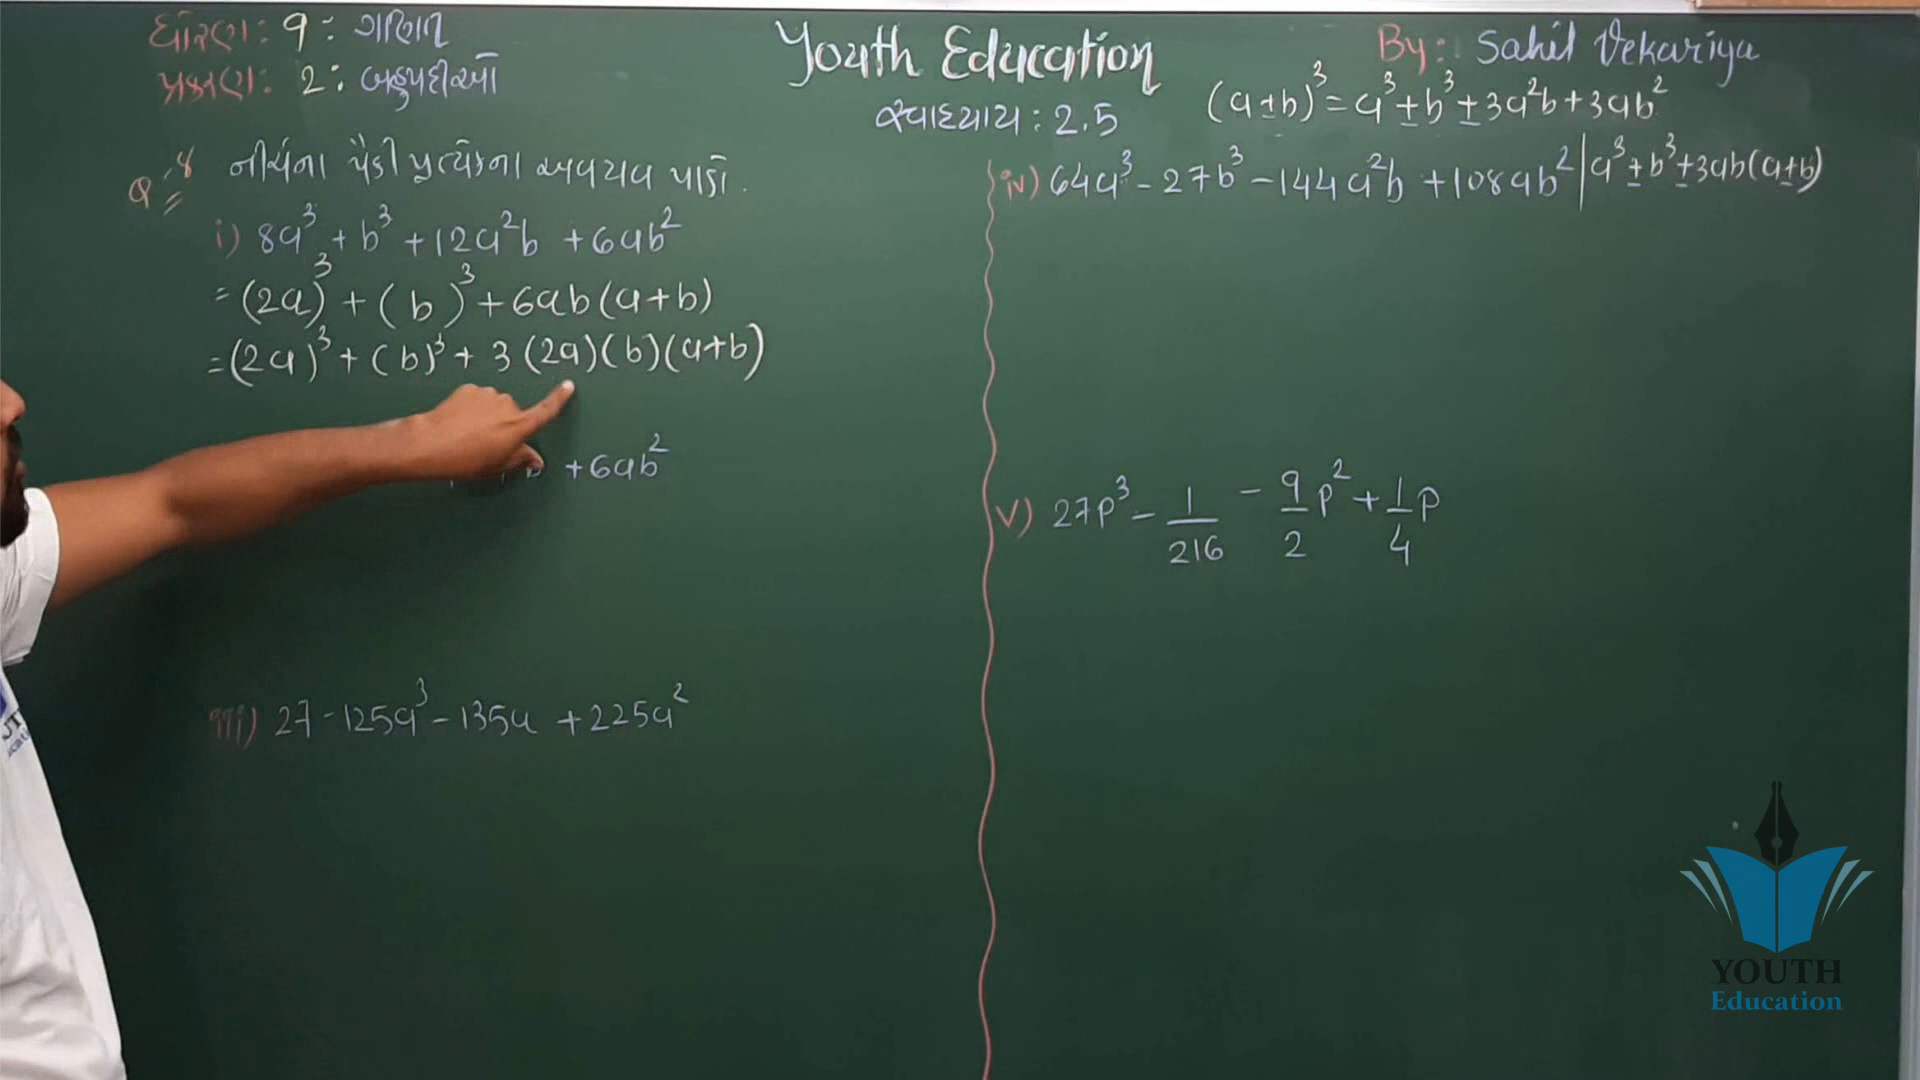 ધોરણ: 9: ગણિત
પ્રકરણ: 2: બહુપદીઓ
Youth Education
સ્વાધ્યાય: 2.5
By: Sahil Vekariya
(a±b)³ = a³±b³±3a²b+3ab²
a³±b³±3ab(a±b)
Q.8 નીચેના પૈકી પ્રત્યેકના અવયવ પાડો.
i) 8a³ + b³ + 12a²b + 6ab²
= (2a)³ + (b)³ + 6ab(a+b)
= (2a)³ + (b)³ + 3(2a)(b)(a+b)
+6ab²
iii) 27 - 125a³ - 135a + 225a²
iv) 64a³ - 27b³ - 144a²b + 108ab²
v) 27p³ - 1/216 - 9/2 p² + 1/4 p
YOUTH
Education